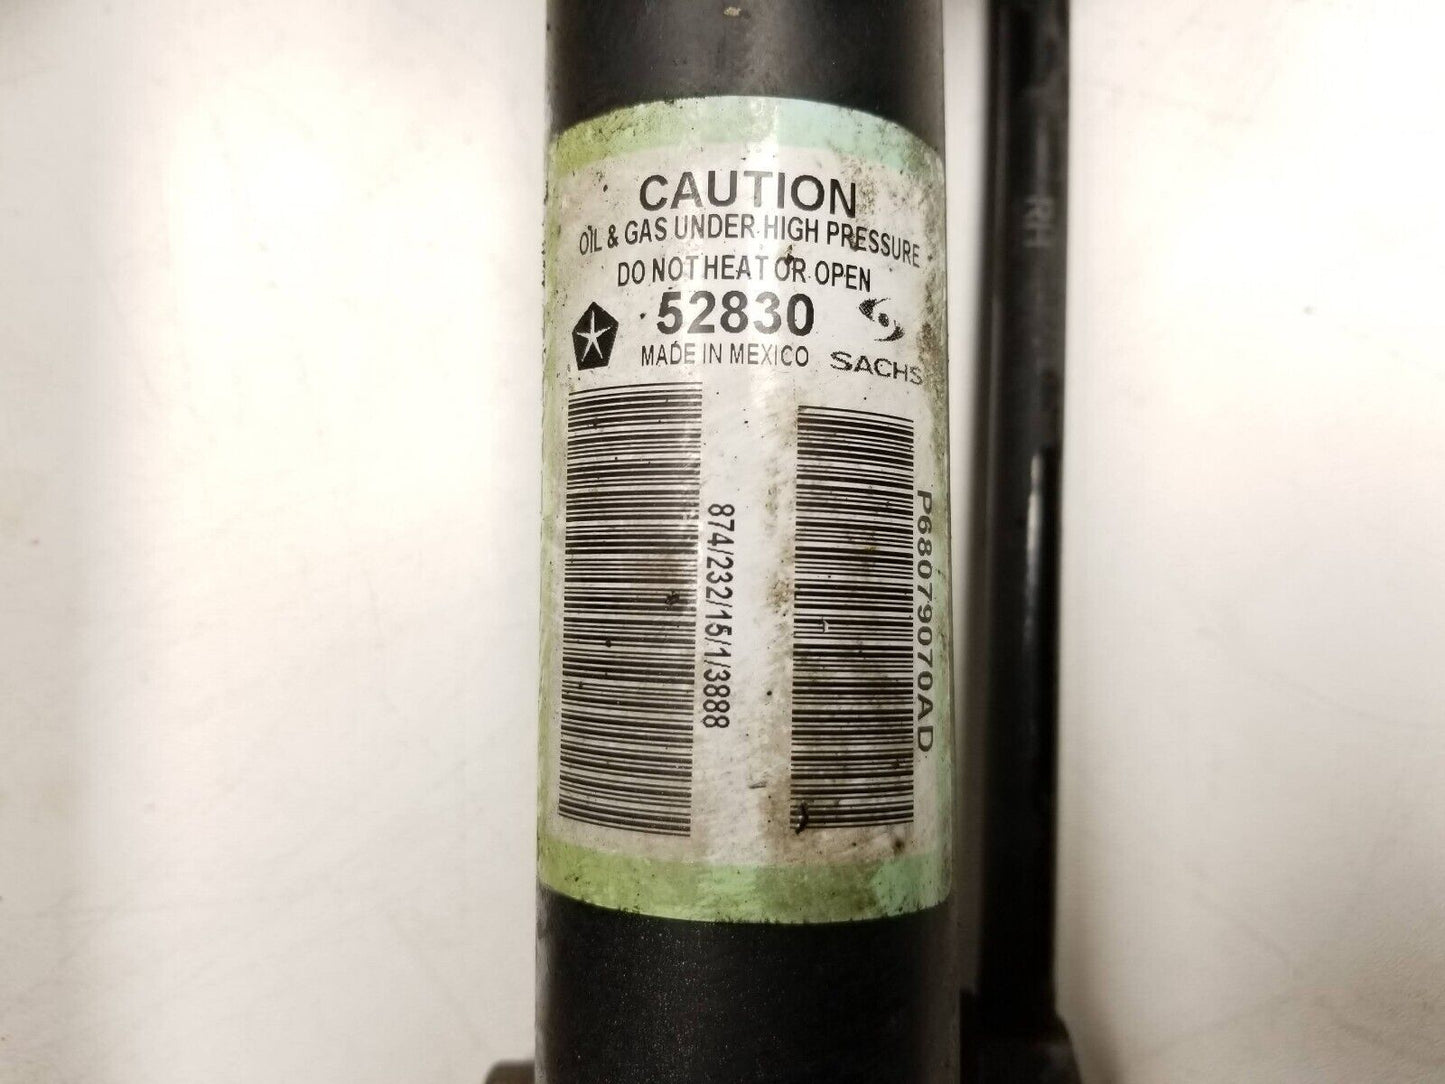 CAUTION
OIL & GAS UNDER HIGH PRESSURE
DO NOT HEAT OR OPEN
52830
MADE IN MEXICO
SACHS
874/232/15/1/3888
P68079070AD
RH